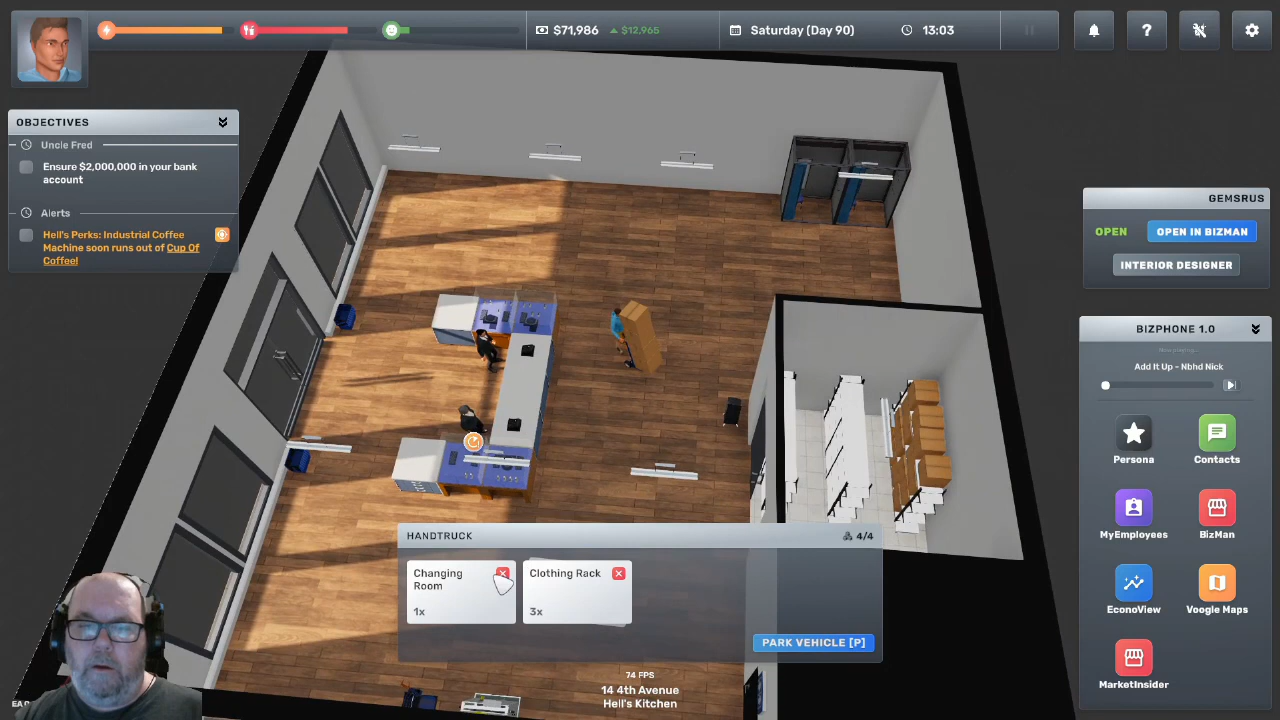 $71,986
$12,965
Saturday (Day 90)
13:03
?
OBJECTIVES
Uncle Fred
Ensure $2,000,000 in your bank
account
Alerts
Hell's Perks: Industrial Coffee
Machine soon runs out of Cup Of
Coffee!
GEMSRUS
OPEN
OPEN IN BIZMAN
INTERIOR DESIGNER
BIZPHONE 1.0
Now playing...
Add It Up - Nbhd Nick
Persona
Contacts
MyEmployees
BizMan
EconoView
Voogle Maps
MarketInsider
HANDTRUCK
4/4
Changing
Room
1x
Clothing Rack
3x
PARK VEHICLE [P]
74 FPS
14 4th Avenue
Hell's Kitchen